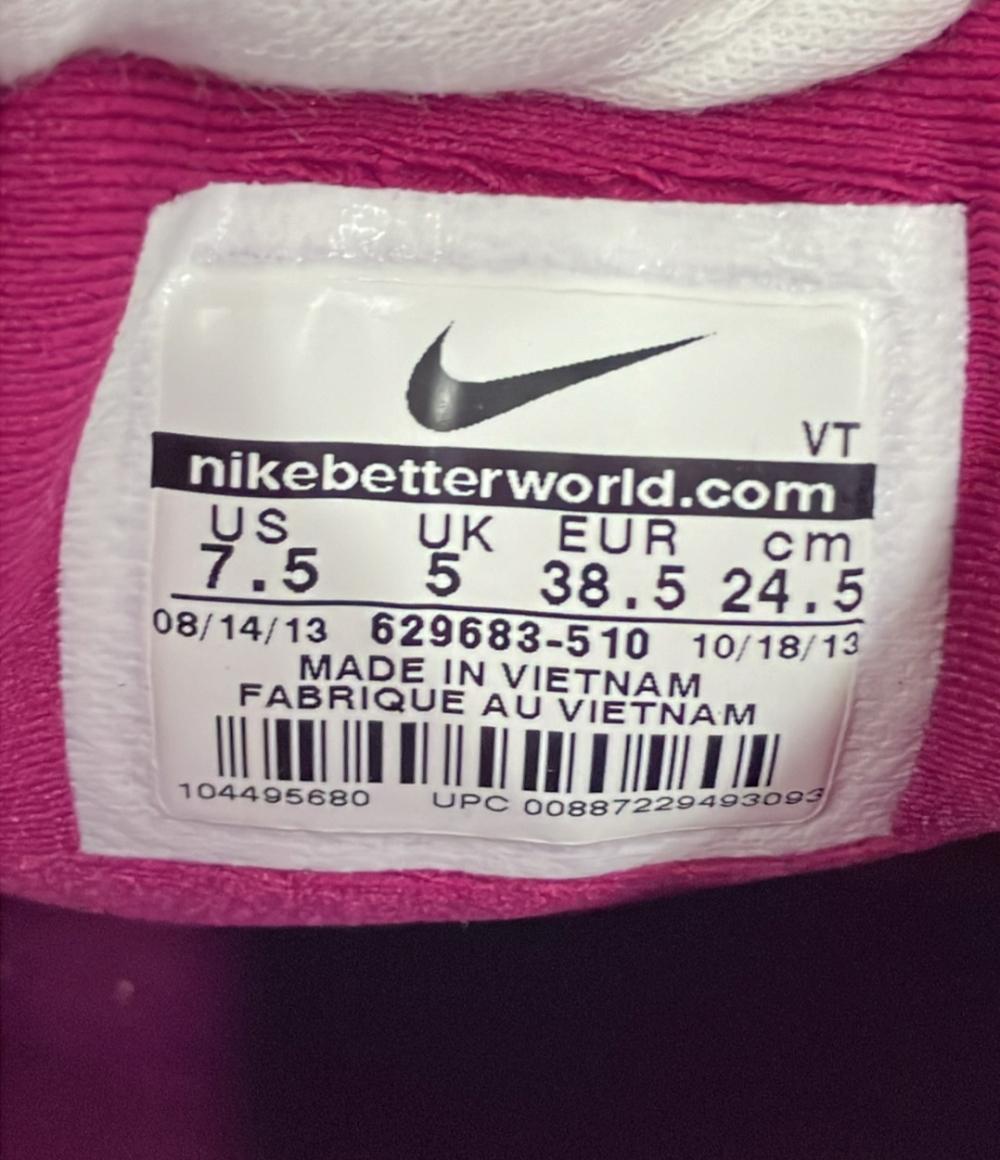 VT
nikebetterworld.com
US UK EUR cm
7.5 5 38.5 24.5
08/14/13 629683-510 10/18/13
MADE IN VIETNAM
FABRIQUE AU VIETNAM
104495680 UPC 00887229493093